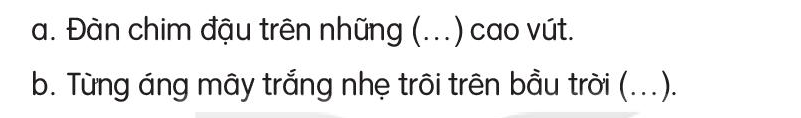 a. Đàn chim đậu trên những (...) cao vút.
b. Từng áng mây trắng nhẹ trôi trên bầu trời (...).